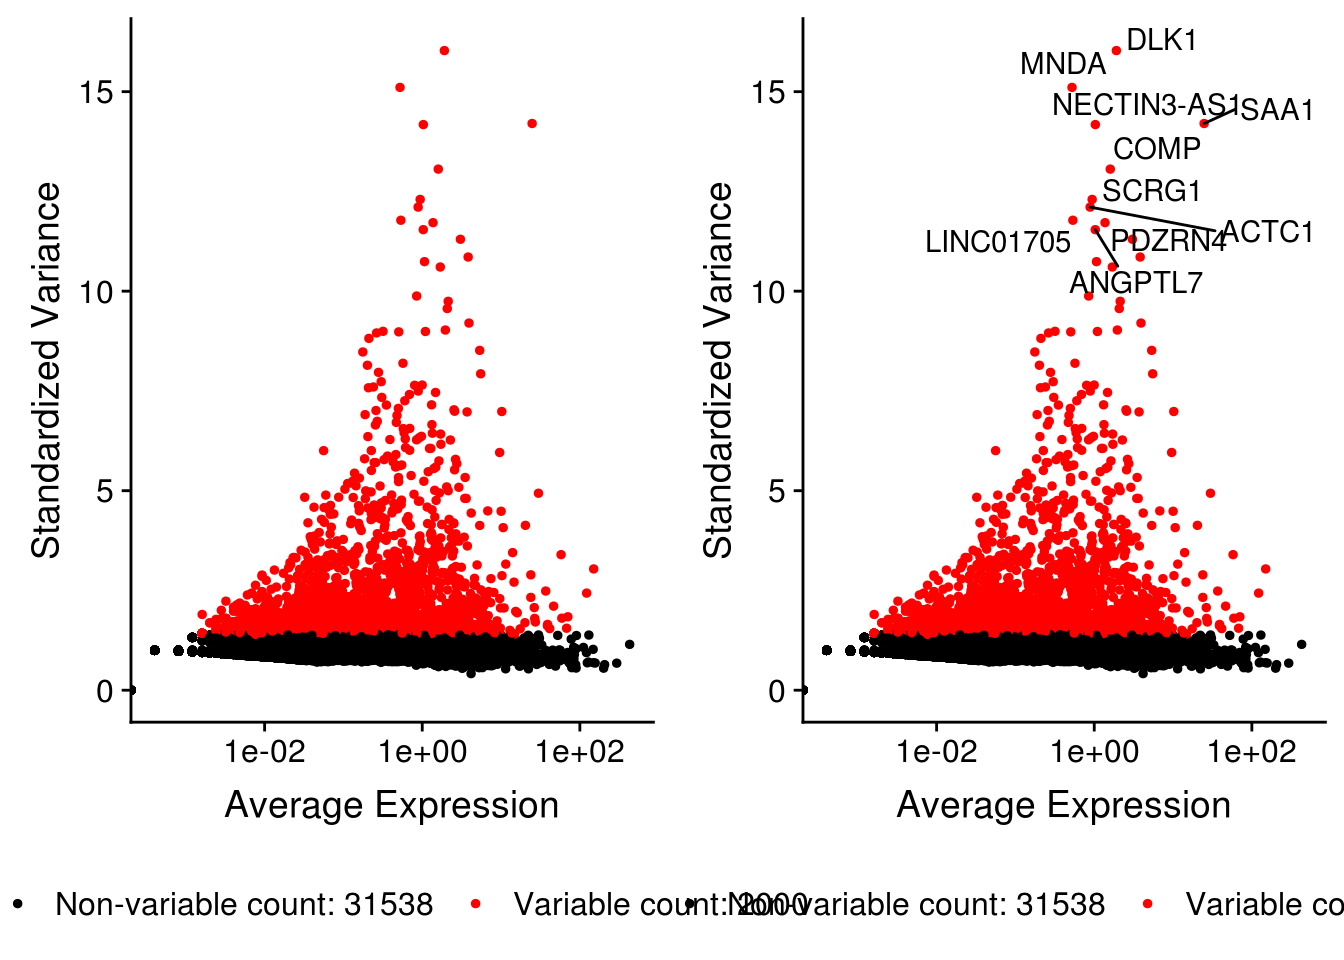 Standardized Variance
15
10
5
0
1e-02 1e+00 1e+02
Average Expression
Non-variable count: 31538
Variable count: 2000
Standardized Variance
15
10
5
0
DLK1
MNDA
NECTIN3-AS1
SAA1
COMP
SCRG1
ACTC1
LINC01705
PDZRN4
ANGPTL7
1e-02 1e+00 1e+02
Average Expression
Non-variable count: 31538
Variable co